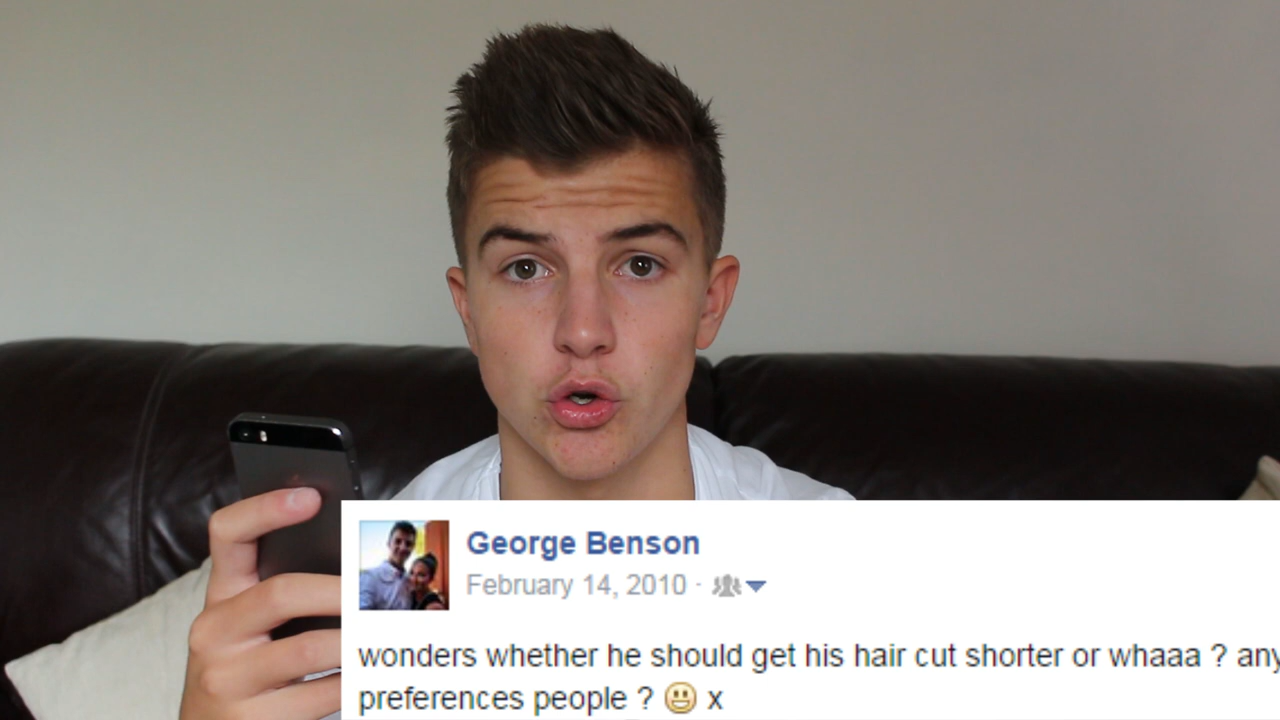 George Benson
February 14, 2010 ·
wonders whether he should get his hair cut shorter or whaaa ? any
preferences people ? 😃 x